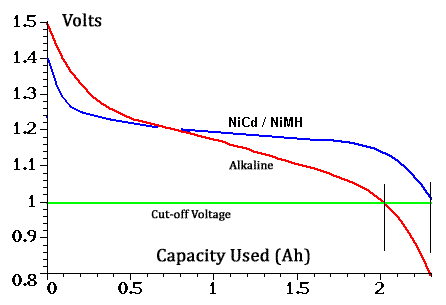 1.5 Volts
1.4
1.3
NiCd / NiMH
1.2
Alkaline
1.1
1
Cut-off Voltage
0.9
Capacity Used (Ah)
0.8
0 0.5 1 1.5 2